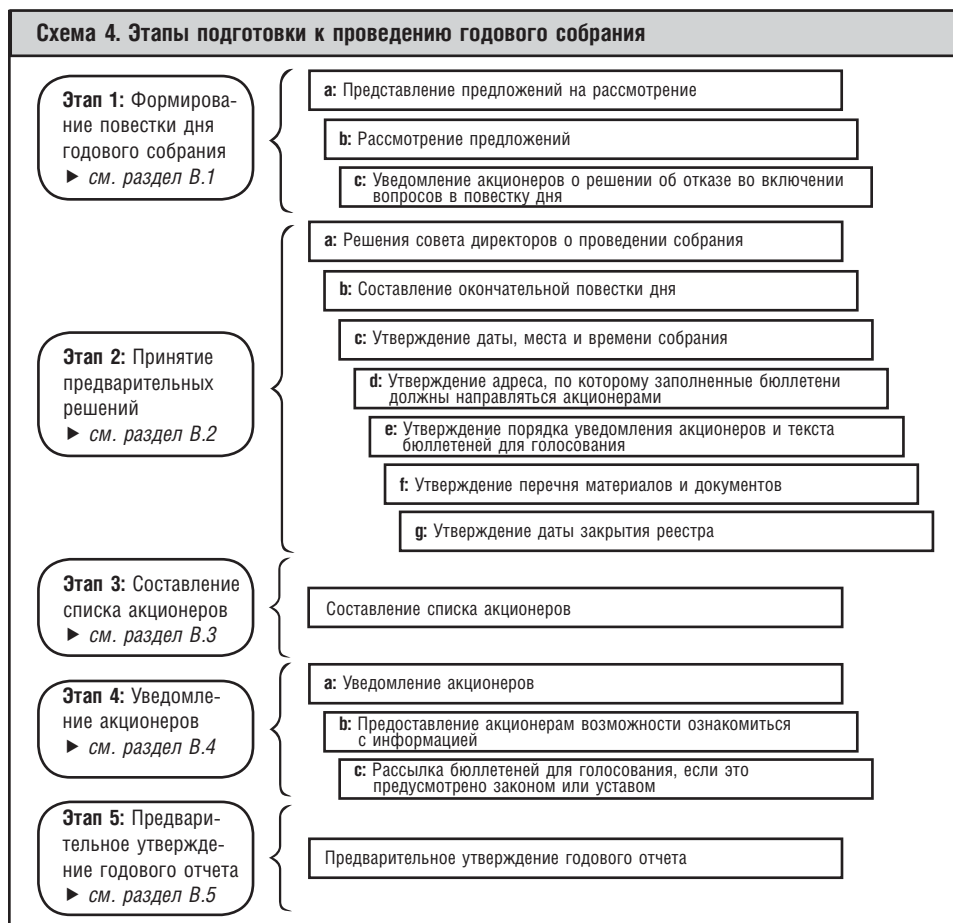 Схема 4. Этапы подготовки к проведению годового собрания
Этап 1: Формирова-
ние повестки дня
годового собрания
► см. раздел В.1
a: Представление предложений на рассмотрение
b: Рассмотрение предложений
c: Уведомление акционеров о решении об отказе во включении
вопросов в повестку дня
Этап 2: Принятие
предварительных
решений
► см. раздел В.2
a: Решения совета директоров о проведении собрания
b: Составление окончательной повестки дня
c: Утверждение даты, места и времени собрания
d: Утверждение адреса, по которому заполненные бюллетени
должны направляться акционерами
e: Утверждение порядка уведомления акционеров и текста
бюллетеней для голосования
f: Утверждение перечня материалов и документов
g: Утверждение даты закрытия реестра
Этап 3: Составление
списка акционеров
► см. раздел В.3
Составление списка акционеров
Этап 4: Уведомле-
ние акционеров
► см. раздел В.4
a: Уведомление акционеров
b: Предоставление акционерам возможности ознакомиться
с информацией
c: Рассылка бюллетеней для голосования, если это
предусмотрено законом или уставом
Этап 5: Предвари-
тельное утвержде-
ние годового отчета
► см. раздел В.5
Предварительное утверждение годового отчета